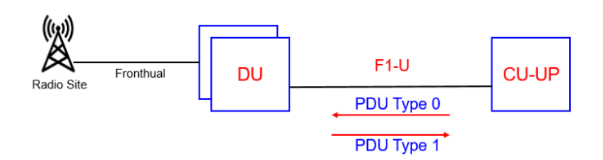 Radio Site
Fronthual
DU
F1-U
CU-UP
PDU Type 0
PDU Type 1